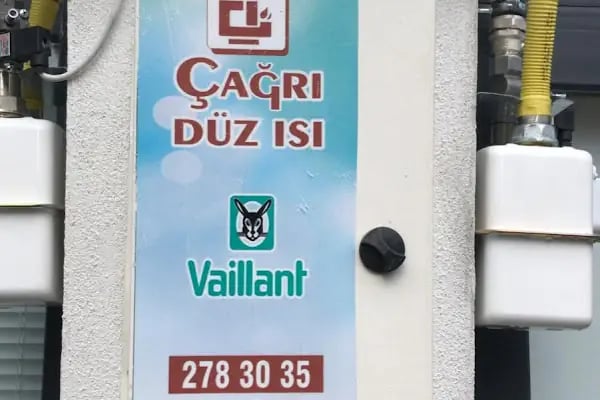 ÇAĞRI
DÜZ ISI
Vaillant
278 30 35